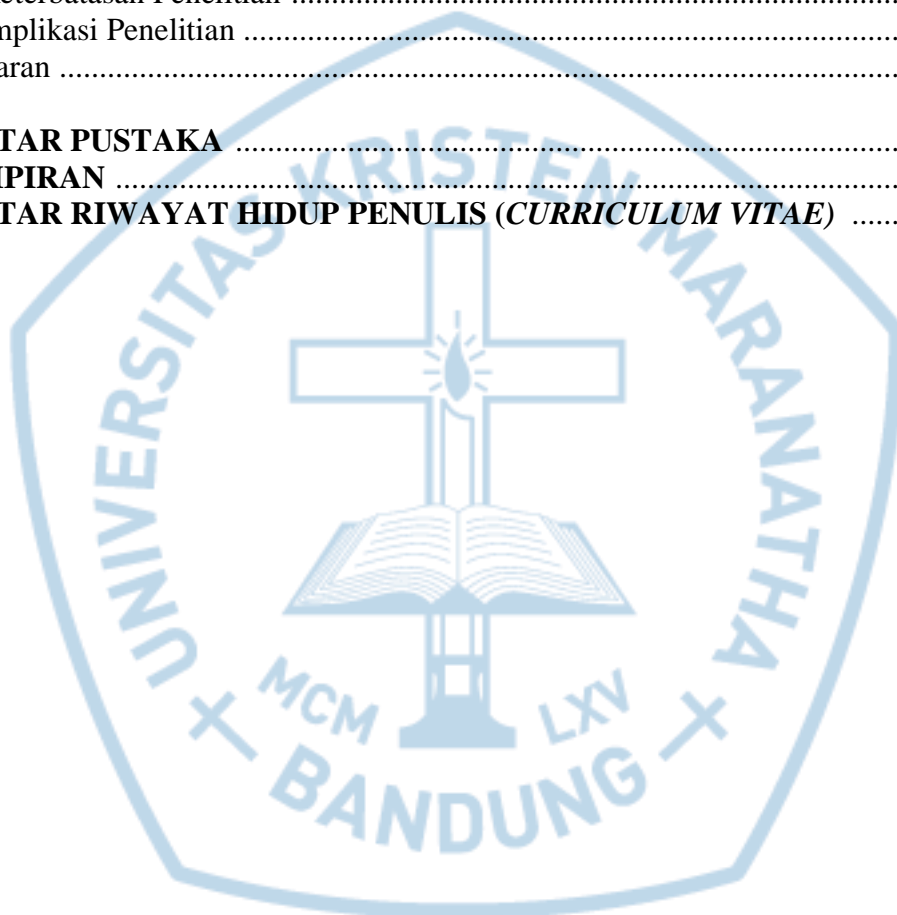 eterbatasan Penelitian ........................................................................................
mplikasi Penelitian ..............................................................................................
aran .......................................................................................................................
TAR PUSTAKA ................................................................................................
IPIRAN ...............................................................................................................
TAR RIWAYAT HIDUP PENULIS (CURRICULUM VITAE) ......
UNIVERSITAS KRISTEN MARANATHA
MCM LXV
BANDUNG